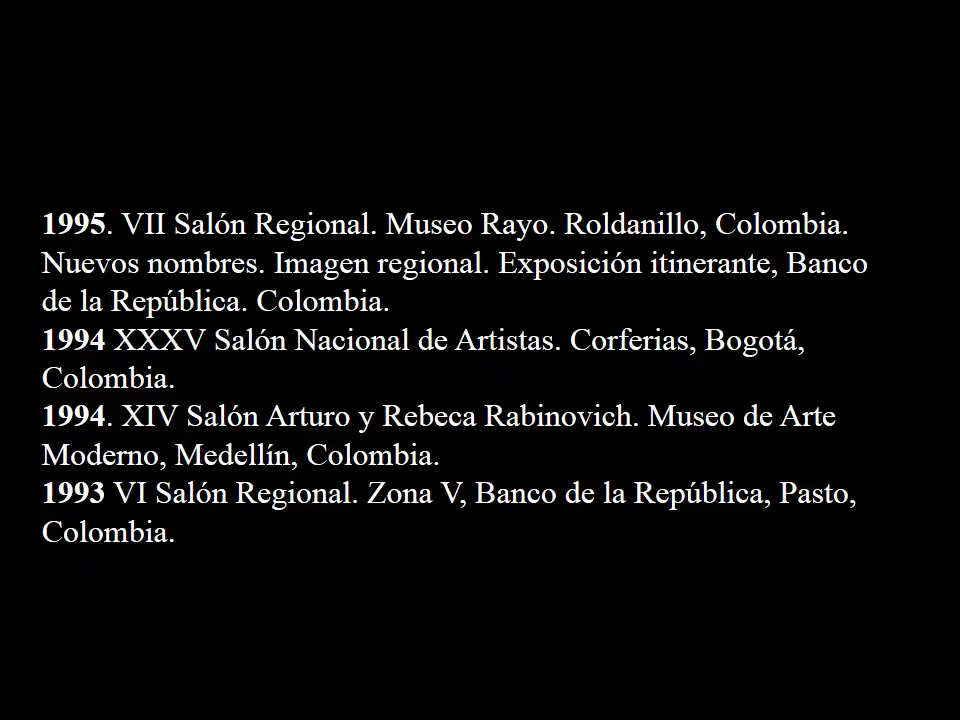 1995. VII Salón Regional. Museo Rayo. Roldanillo, Colombia.
Nuevos nombres. Imagen regional. Exposición itinerante, Banco
de la República. Colombia.
1994 XXXV Salón Nacional de Artistas. Corferias, Bogotá,
Colombia.
1994. XIV Salón Arturo y Rebeca Rabinovich. Museo de Arte
Moderno, Medellín, Colombia.
1993 VI Salón Regional. Zona V, Banco de la República, Pasto,
Colombia.